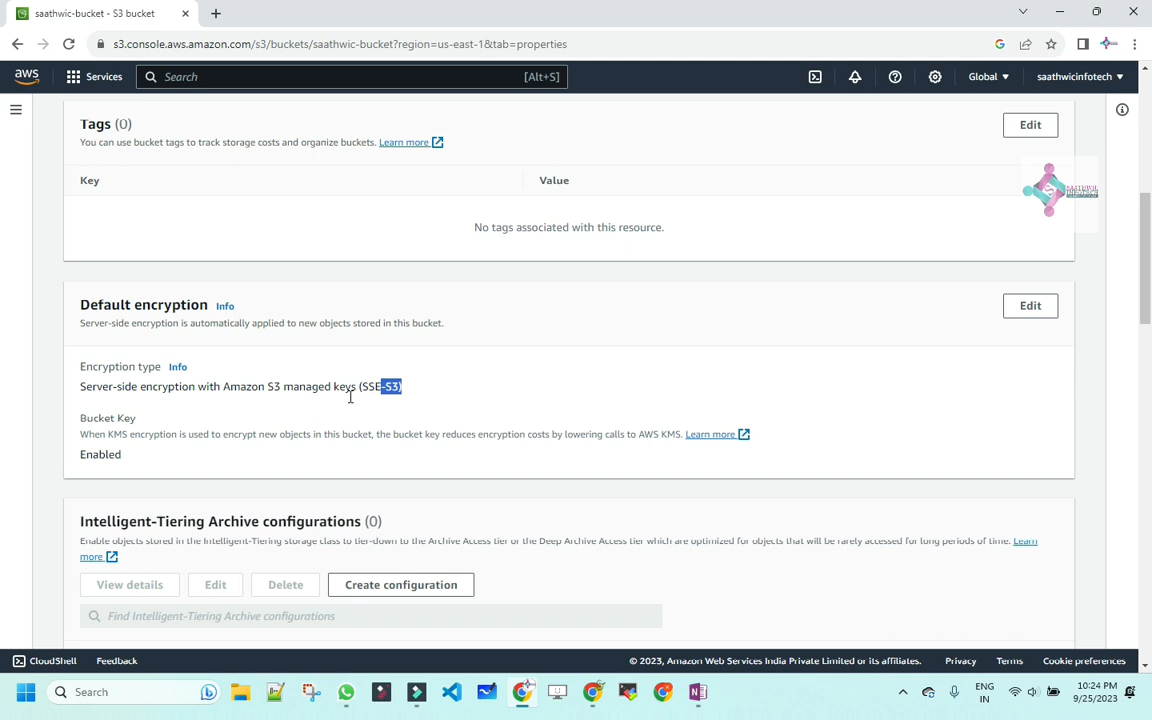 saathwic-bucket - S3 bucket
s3.console.aws.amazon.com/s3/buckets/saathwic-bucket?region=us-east-1&tab=properties
aws
Services
Search
[Alt+S]
Global
saathwicinfotech
Tags (0)
Edit
You can use bucket tags to track storage costs and organize buckets. Learn more
Key
Value
SAATHWIC
INFOTECH
No tags associated with this resource.
Default encryption Info
Edit
Server-side encryption is automatically applied to new objects stored in this bucket.
Encryption type Info
Server-side encryption with Amazon S3 managed keys (SSE-S3)
Bucket Key
When KMS encryption is used to encrypt new objects in this bucket, the bucket key reduces encryption costs by lowering calls to AWS KMS. Learn more
Enabled
Intelligent-Tiering Archive configurations (0)
Enable objects stored in the Intelligent-Tiering storage class to tier-down to the Archive Access tier or the Deep Archive Access tier which are optimized for objects that will be rarely accessed for long periods of time. Learn
more
View details
Edit
Delete
Create configuration
Find Intelligent-Tiering Archive configurations
CloudShell
Feedback
© 2023, Amazon Web Services India Private Limited or its affiliates.
Privacy
Terms
Cookie preferences
Search
ENG
IN
10:24 PM
9/25/2023